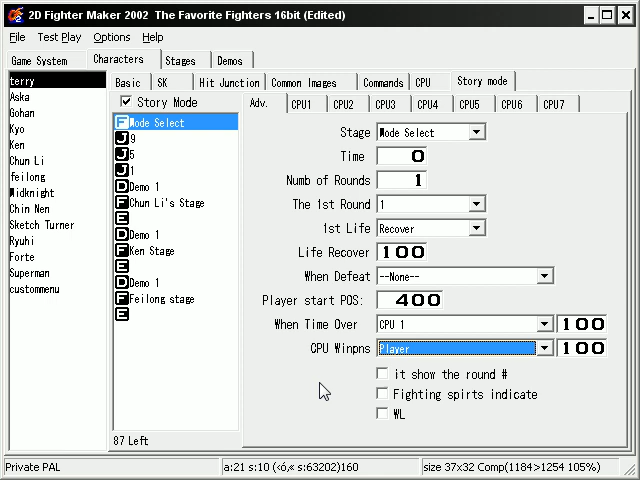 2D Fighter Maker 2002 The Favorite Fighters 16bit (Edited)
File Test Play Options Help
Game System Characters Stages Demos
terry
Aska
Gohan
Kyo
Ken
Chun Li
feilong
Midknight
Chin Nen
Sketch Turner
Ryuhi
Forte
Superman
custommenu
Basic SK Hit Junction Common Images Commands CPU Story mode
Story Mode
F Mode Select
J 9
J 5
J 1
D Demo 1
F Chun Li's Stage
E
D Demo 1
F Ken Stage
E
D Demo 1
F Feilong stage
E
87 Left
Adv. CPU1 CPU2 CPU3 CPU4 CPU5 CPU6 CPU7
Stage Mode Select
Time 0
Numb of Rounds 1
The 1st Round 1
1st Life Recover
Life Recover 100
When Defeat --None--
Player start POS: 400
When Time Over CPU 1 100
CPU Winpns Player 100
it show the round #
Fighting spirts indicate
WL
Private PAL a:21 s:10 (‹ó,« s:63202)160 size 37x32 Comp(1184>1254 105%)